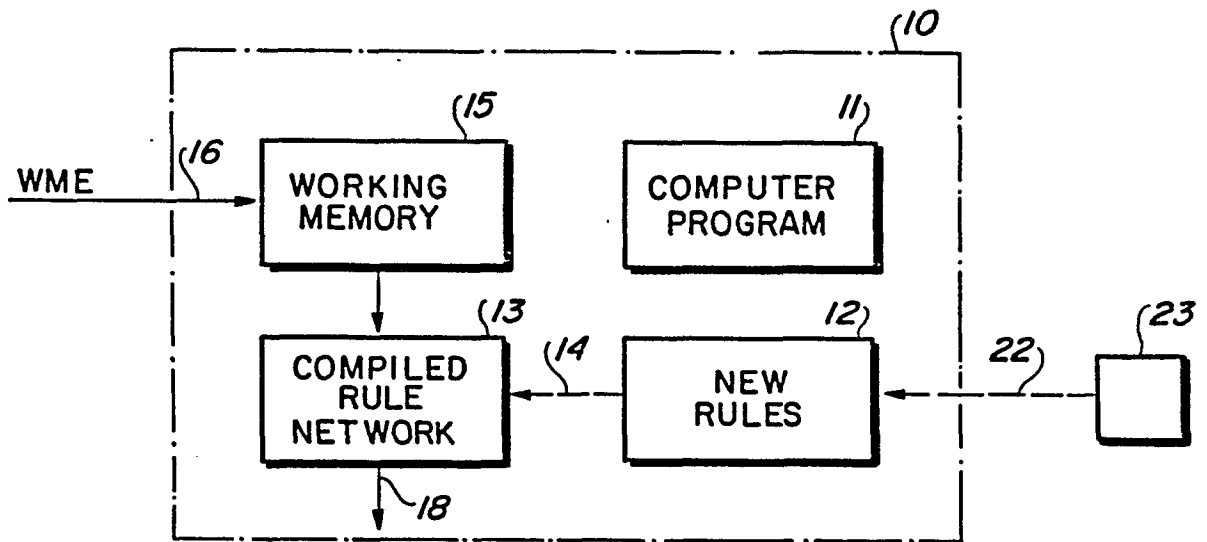 10
15
11
16
WME
WORKING
MEMORY
COMPUTER
PROGRAM
13
12
14
22
23
COMPILED
RULE
NETWORK
NEW
RULES
18